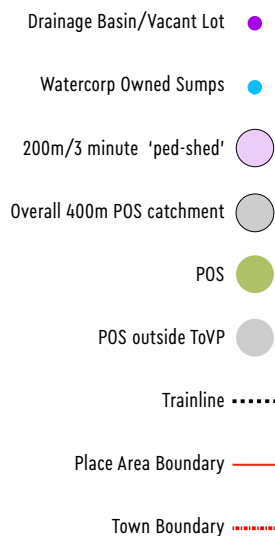 Drainage Basin/Vacant Lot
Watercorp Owned Sumps
200m/3 minute 'ped-shed'
Overall 400m POS catchment
POS
POS outside ToVP
Trainline
Place Area Boundary
Town Boundary